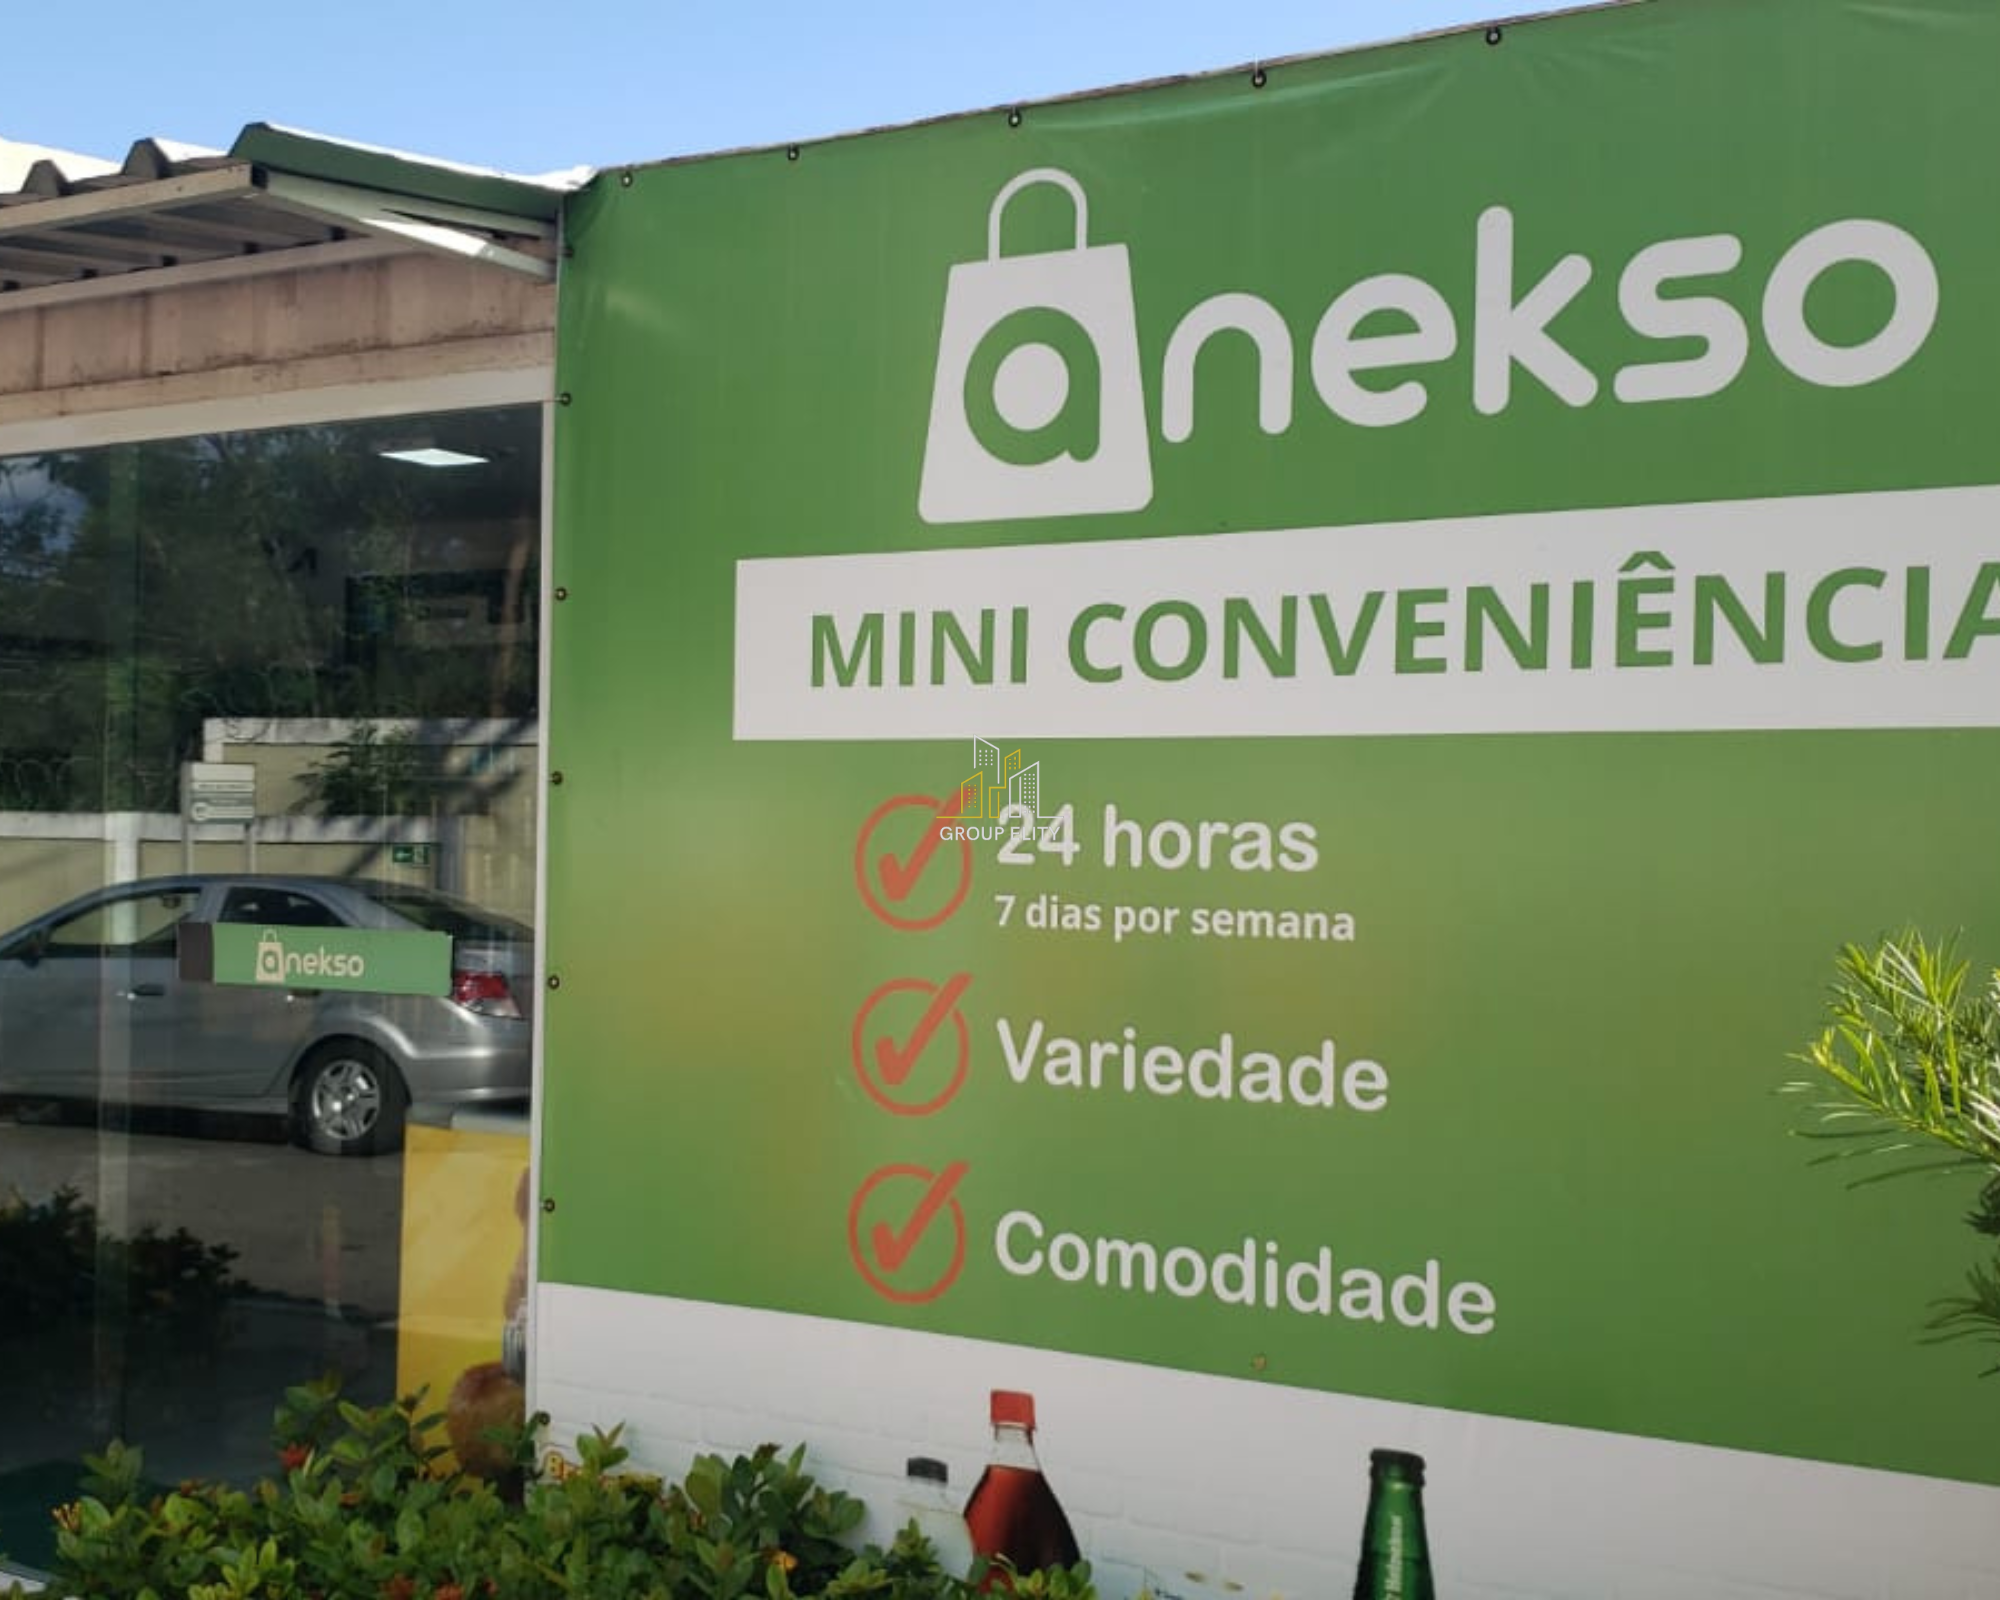 anekso
MINI CONVENIÊNCIA
GROUP ELITY
24 horas
7 dias por semana
anekso
Variedade
Comodidade